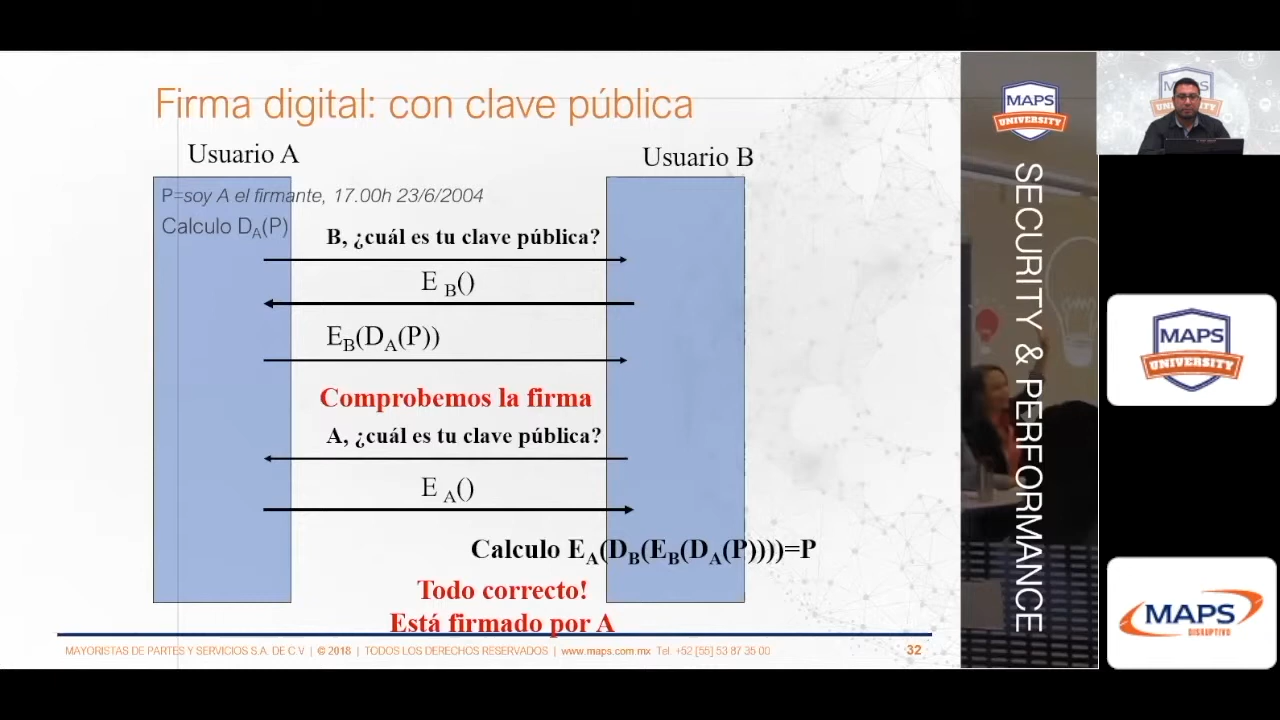 Firma digital: con clave pública
Usuario A
Usuario B
P=soy A el firmante, 17.00h 23/6/2004
Calculo DA(P)
B, ¿cuál es tu clave pública?
E B()
EB(DA(P))
Comprobemos la firma
A, ¿cuál es tu clave pública?
E A()
Calculo EA(DB(EB(DA(P))))=P
Todo correcto!
Está firmado por A
MAYORISTAS DE PARTES Y SERVICIOS S.A. DE C.V. | @ 2018 | TODOS LOS DERECHOS RESERVADOS | www.maps.com.mx Tel. +52 [55] 53 87 35 00
32
MAPS
UNIVERSITY
SECURITY & PERFORMANCE
MAPS
UNIVERSITY
MAPS
UNIVERSITY
MAPS
DISRUPTIVO